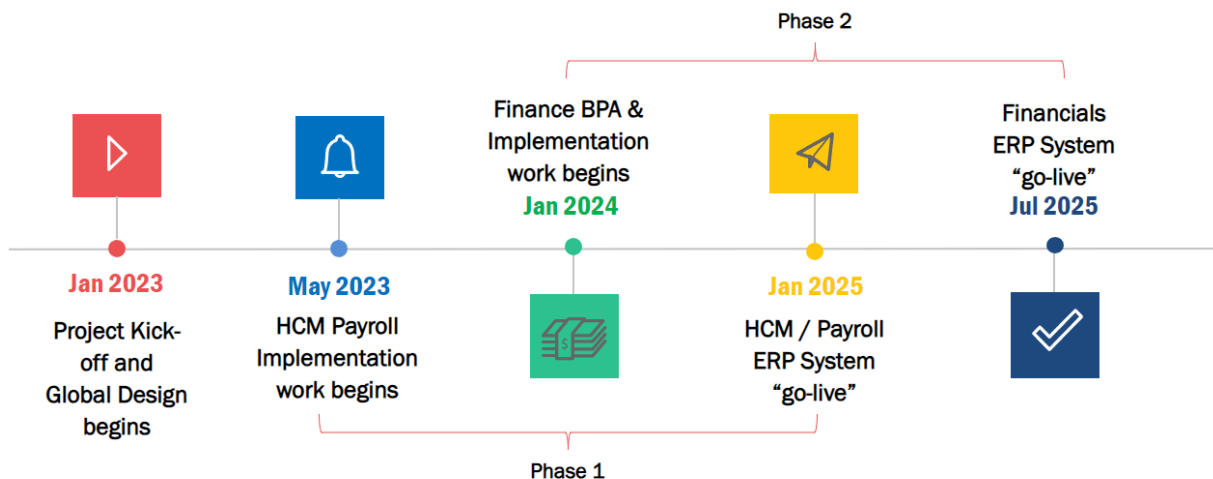 Phase 2
Jan 2023
Project Kick-
off and
Global Design
begins
May 2023
HCM Payroll
Implementation
work begins
Finance BPA &
Implementation
work begins
Jan 2024
$
Jan 2025
HCM / Payroll
ERP System
“go-live”
Financials
ERP System
“go-live”
Jul 2025
Phase 1